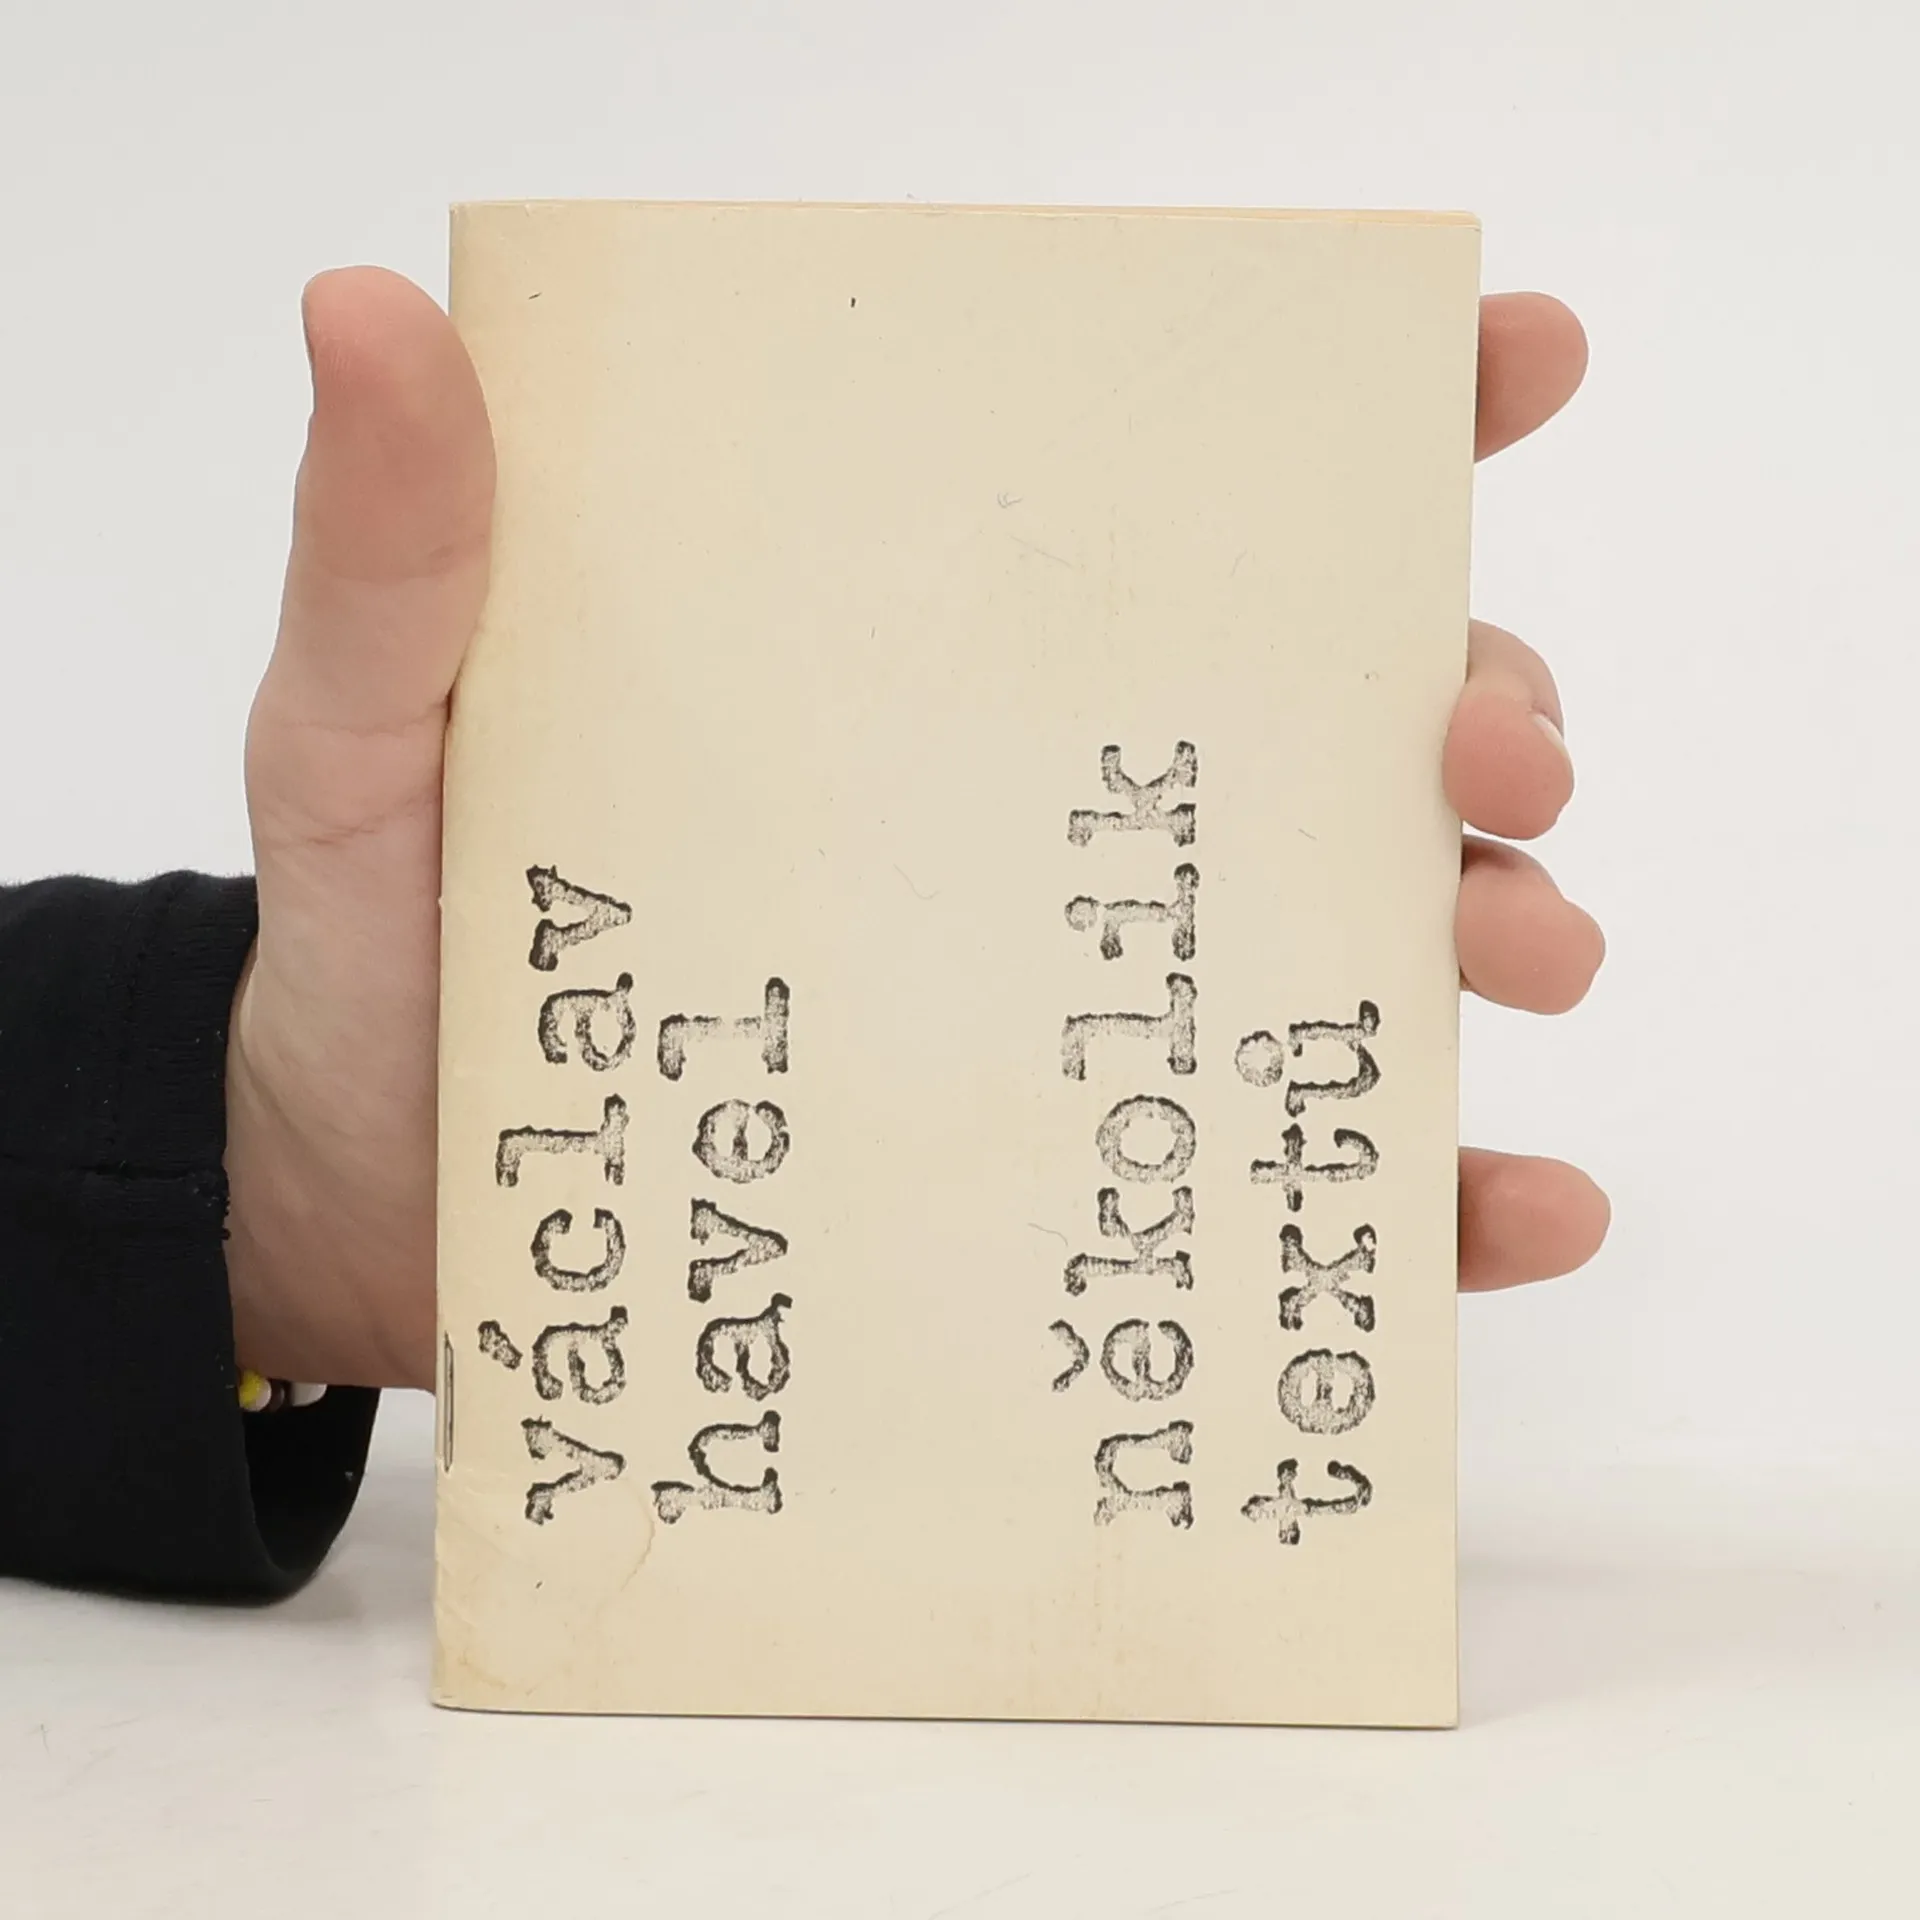 václav
havel
několik
textů